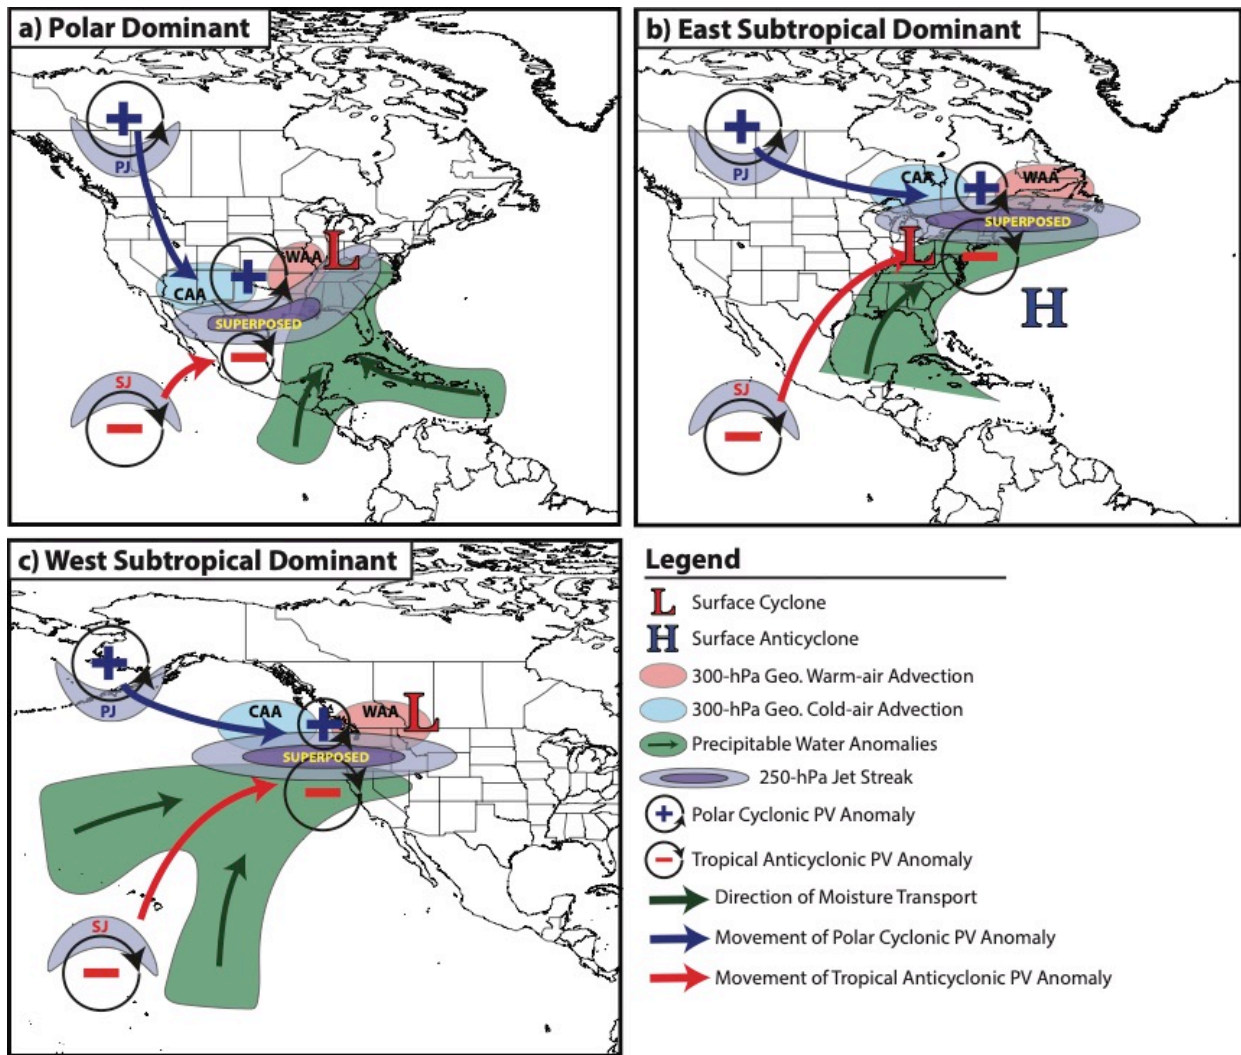 a) Polar Dominant
PJ
CAA
WAA
L
SUPERPOSED
SJ
b) East Subtropical Dominant
PJ
CAA
WAA
SUPERPOSED
L
H
SJ
c) West Subtropical Dominant
PJ
CAA
WAA
L
SUPERPOSED
SJ
Legend
L Surface Cyclone
H Surface Anticyclone
300-hPa Geo. Warm-air Advection
300-hPa Geo. Cold-air Advection
Precipitable Water Anomalies
250-hPa Jet Streak
Polar Cyclonic PV Anomaly
Tropical Anticyclonic PV Anomaly
Direction of Moisture Transport
Movement of Polar Cyclonic PV Anomaly
Movement of Tropical Anticyclonic PV Anomaly